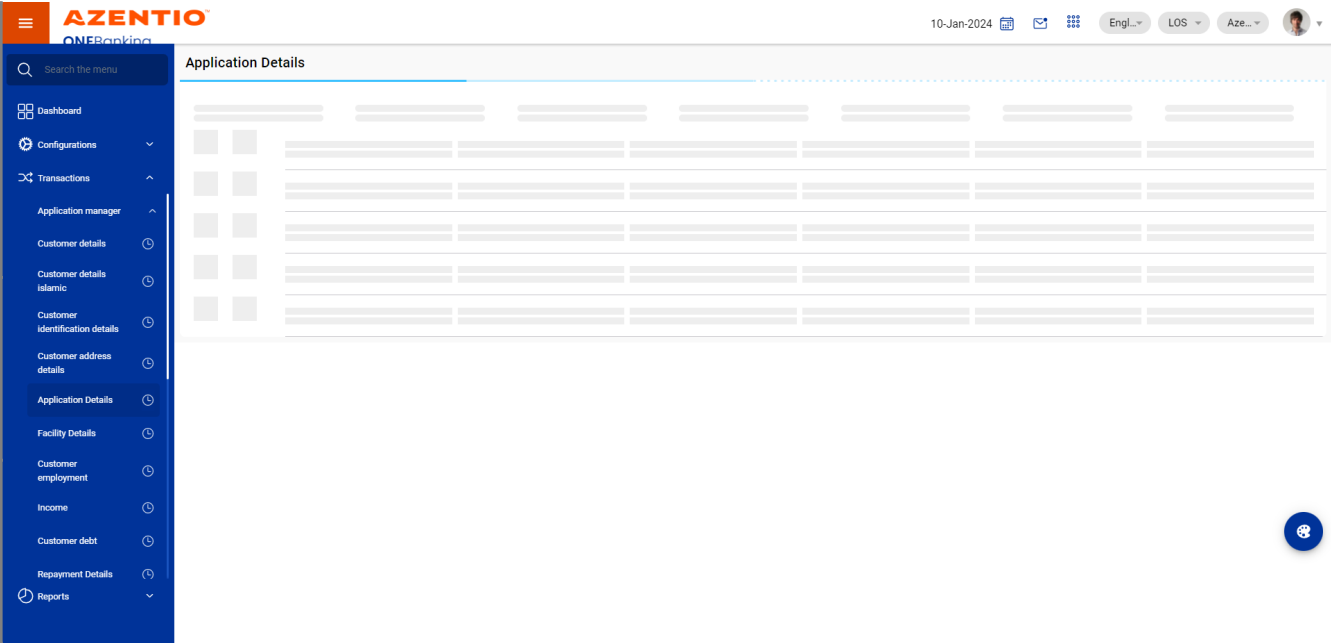 AZENTIO
ONEBanking
10-Jan-2024
Engl...
LOS
Aze...
Search the menu
Application Details
Dashboard
Configurations
Transactions
Application manager
Customer details
Customer details
islamic
Customer
identification details
Customer address
details
Application Details
Facility Details
Customer
employment
Income
Customer debt
Repayment Details
Reports